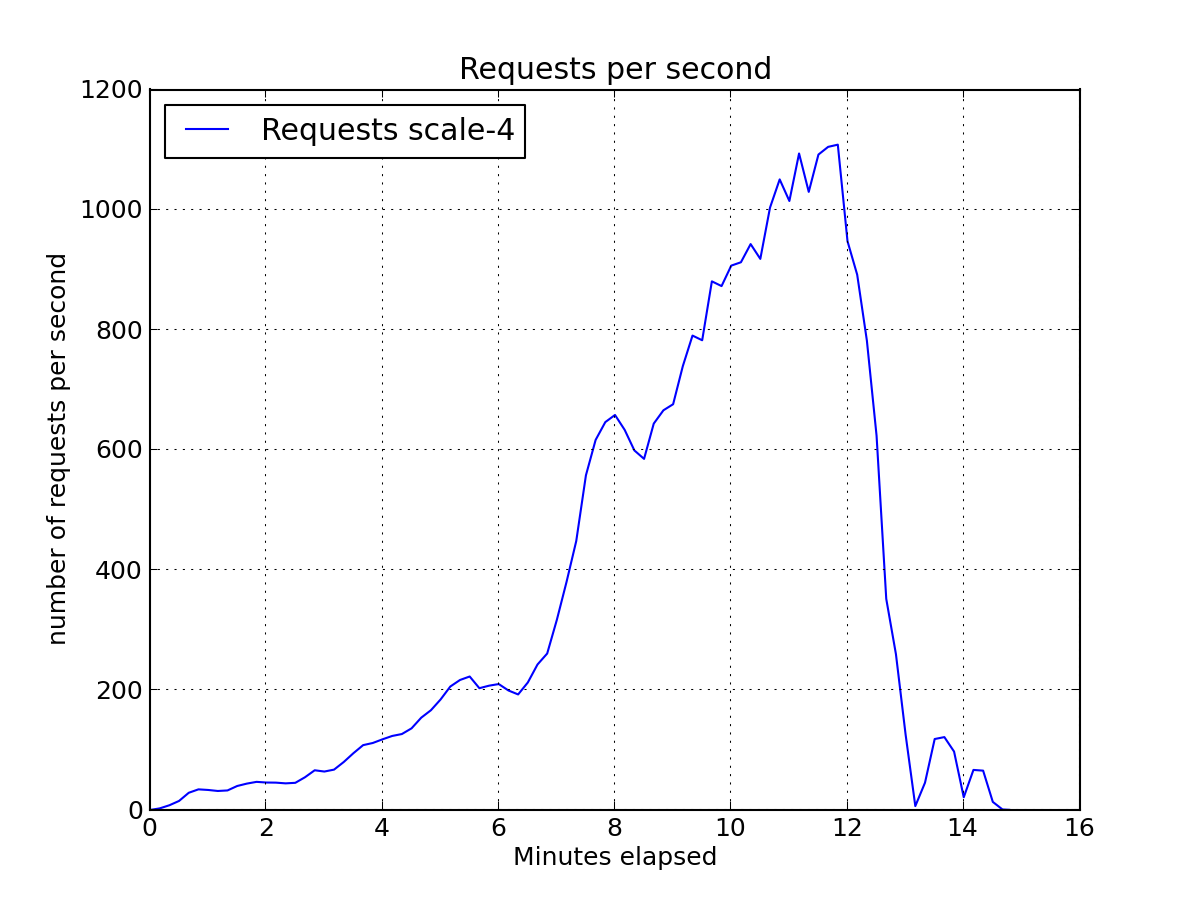 Requests per second
Requests scale-4
number of requests per second
1200
1000
800
600
400
200
0
0 2 4 6 8 10 12 14 16
Minutes elapsed